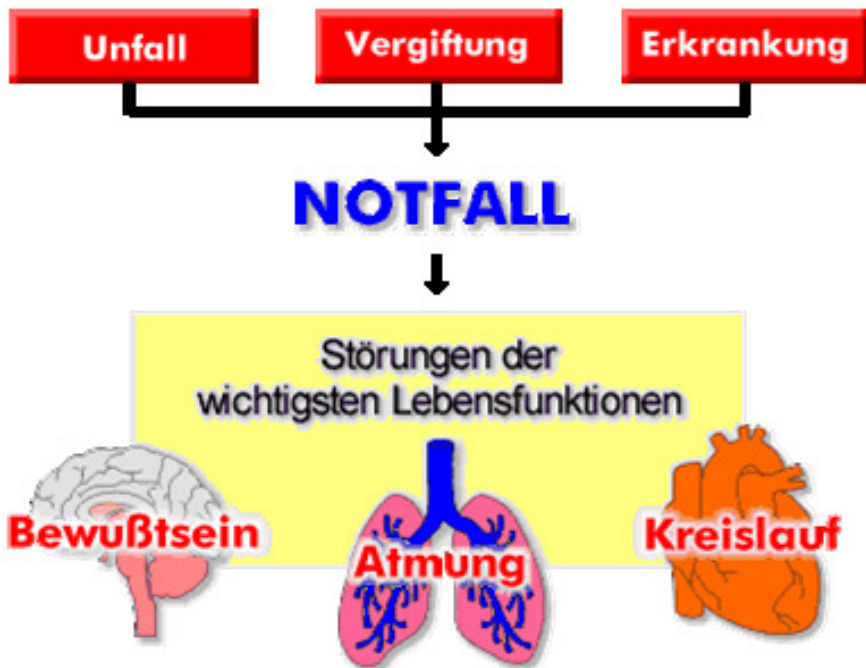 Unfall
Vergiftung
Erkrankung
NOTFALL
Störungen der
wichtigsten Lebensfunktionen
Bewußtsein
Atmung
Kreislauf